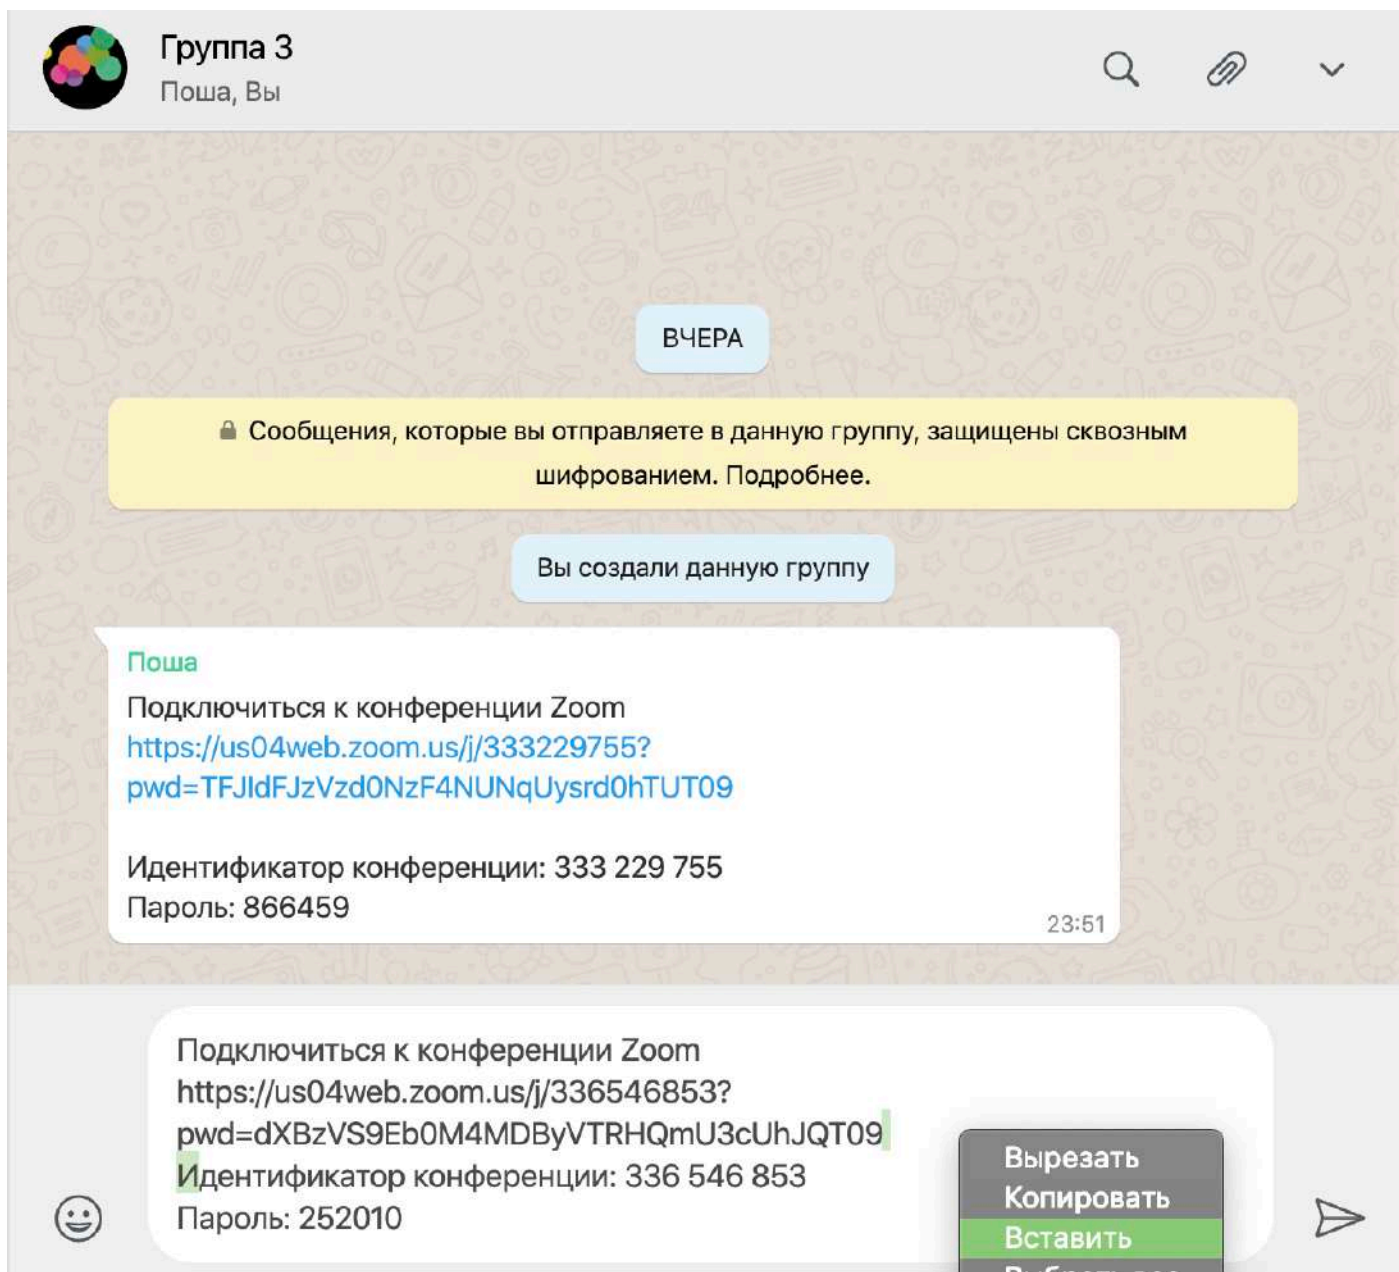 Группа 3
Поша, Вы
ВЧЕРА
Сообщения, которые вы отправляете в данную группу, защищены сквозным
шифрованием. Подробнее.
Вы создали данную группу
Поша
Подключиться к конференции Zoom
https://us04web.zoom.us/j/333229755?
pwd=TFJldFJzVzd0NzF4NUNqUysrd0hTUT09
Идентификатор конференции: 333 229 755
Пароль: 866459
23:51
Подключиться к конференции Zoom
https://us04web.zoom.us/j/336546853?
pwd=dXBzVS9Eb0M4MDByVTRHQmU3cUhJQT09
Идентификатор конференции: 336 546 853
Пароль: 252010
Вырезать
Копировать
Вставить